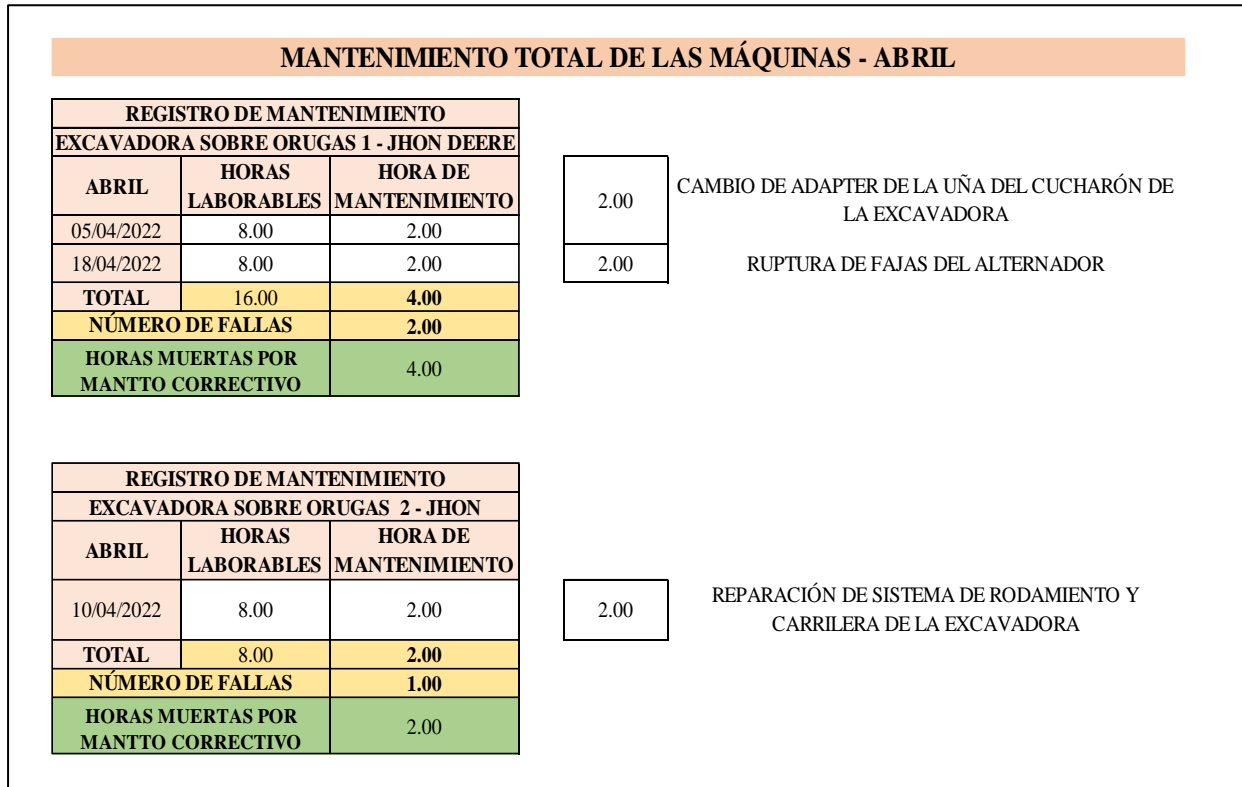 MANTENIMIENTO TOTAL DE LAS MÁQUINAS - ABRIL
REGISTRO DE MANTENIMIENTO
EXCAVADORA SOBRE ORUGAS 1 - JHON DEERE
ABRIL
HORAS
LABORABLES
HORA DE
MANTENIMIENTO
05/04/2022 8.00 2.00
18/04/2022 8.00 2.00
TOTAL 16.00 4.00
NÚMERO DE FALLAS 2.00
HORAS MUERTAS POR
MANTTO CORRECTIVO
4.00
2.00
CAMBIO DE ADAPTER DE LA UÑA DEL CUCHARÓN DE
LA EXCAVADORA
2.00 RUPTURA DE FAJAS DEL ALTERNADOR
REGISTRO DE MANTENIMIENTO
EXCAVADORA SOBRE ORUGAS 2 - JHON
ABRIL
HORAS
LABORABLES
HORA DE
MANTENIMIENTO
10/04/2022 8.00 2.00
TOTAL 8.00 2.00
NÚMERO DE FALLAS 1.00
HORAS MUERTAS POR
MANTTO CORRECTIVO
2.00
2.00
REPARACIÓN DE SISTEMA DE RODAMIENTO Y
CARRILERA DE LA EXCAVADORA